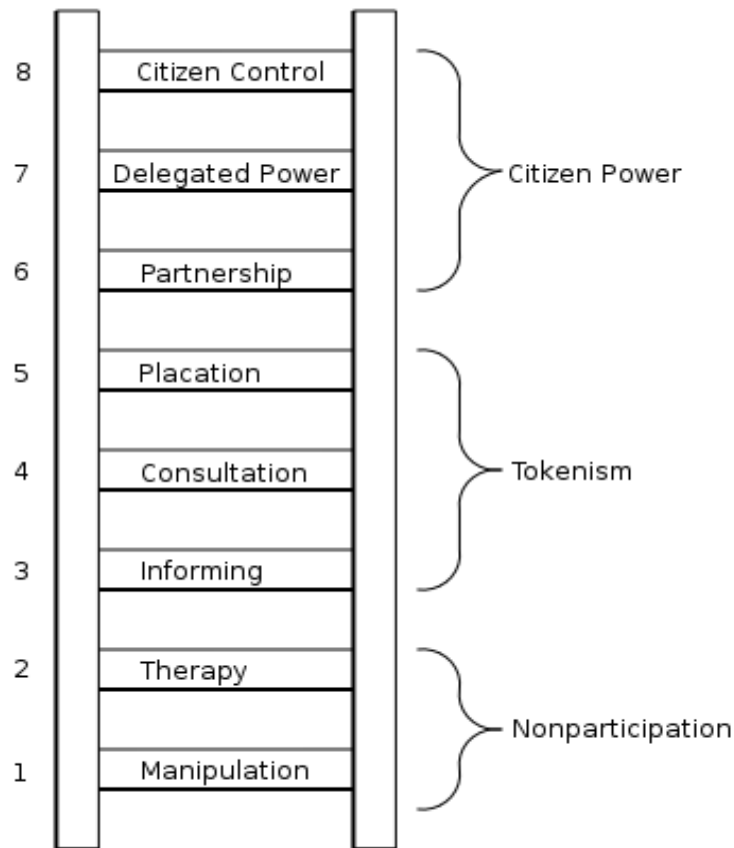 8 Citizen Control
7 Delegated Power
Citizen Power
6 Partnership
5 Placation
4 Consultation
Tokenism
3 Informing
2 Therapy
Nonparticipation
1 Manipulation